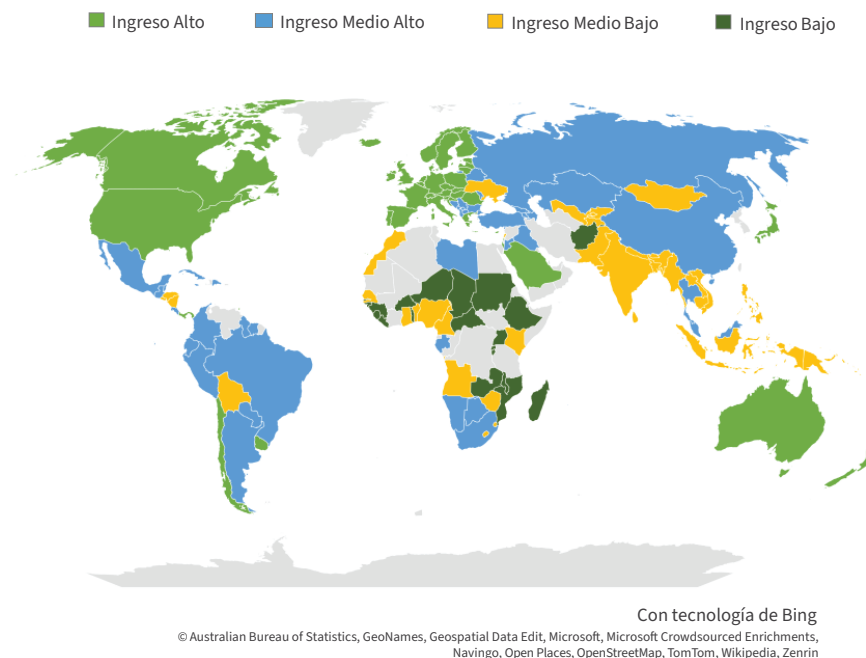 Ingreso Alto
Ingreso Medio Alto
Ingreso Medio Bajo
Ingreso Bajo
Con tecnología de Bing
© Australian Bureau of Statistics, GeoNames, Geospatial Data Edit, Microsoft, Microsoft Crowdsourced Enrichments,
Navingo, Open Places, OpenStreetMap, TomTom, Wikipedia, Zenrin